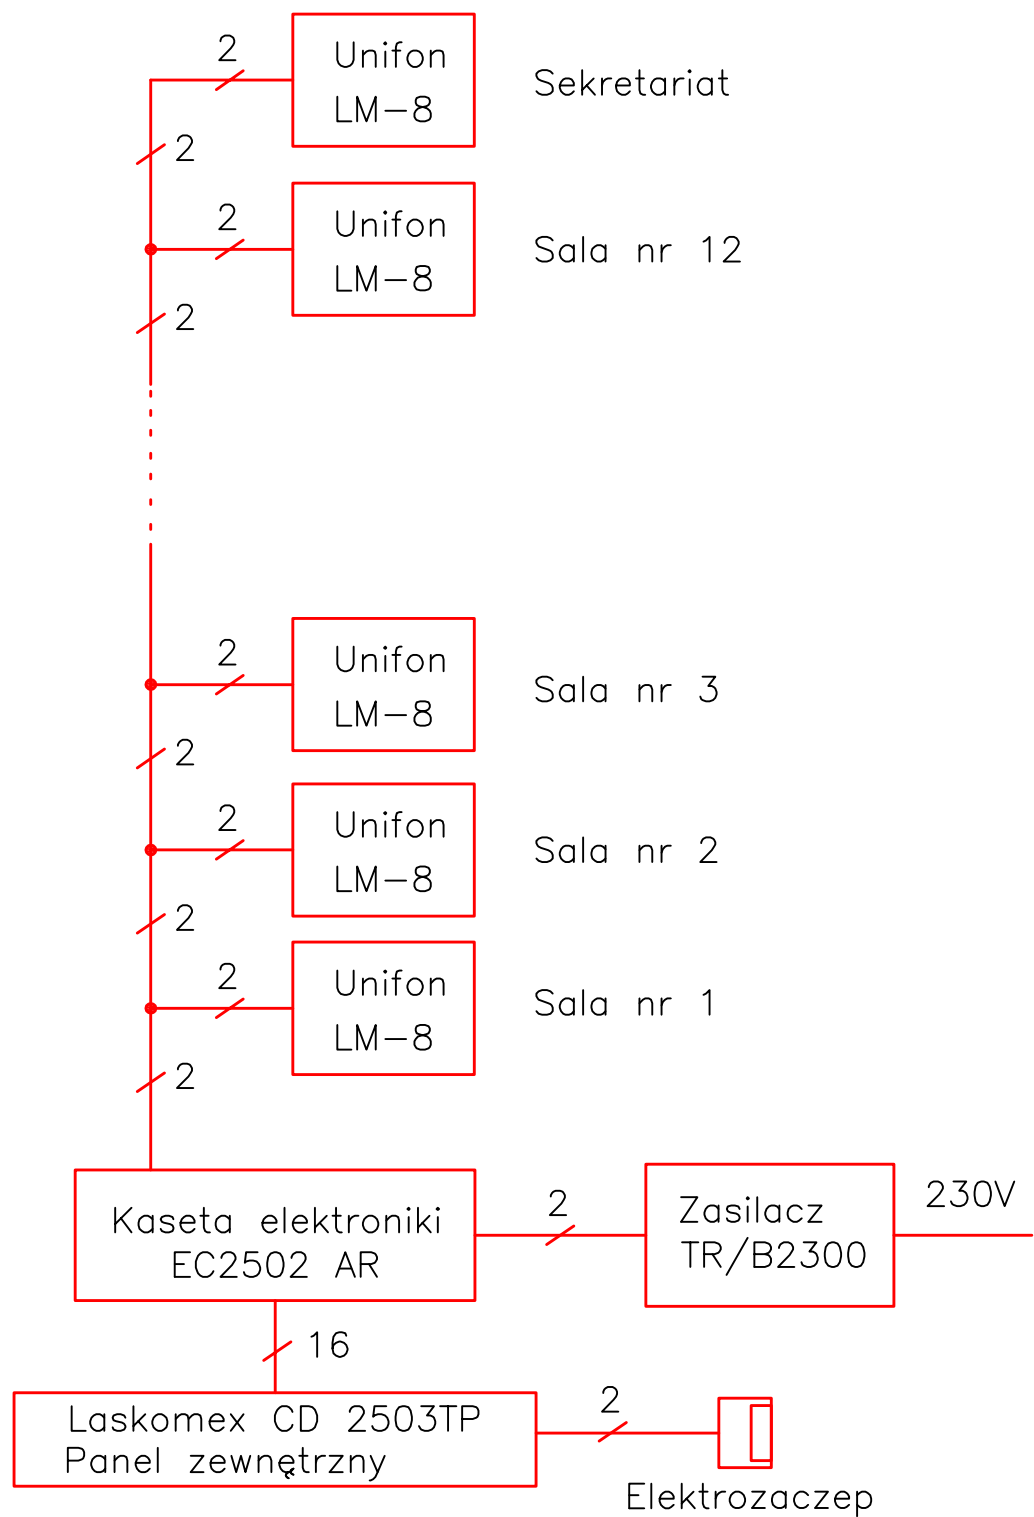 2
Unifon
LM-8
Sekretariat
2
2
Unifon
LM-8
Sala nr 12
2
2
Unifon
LM-8
Sala nr 3
2
2
Unifon
LM-8
Sala nr 2
2
2
Unifon
LM-8
Sala nr 1
2
Kaseta elektroniki
EC2502 AR
2
Zasilacz
TR/B2300
230V
16
Laskomex CD 2503TP
Panel zewnętrzny
2
Elektrozaczep